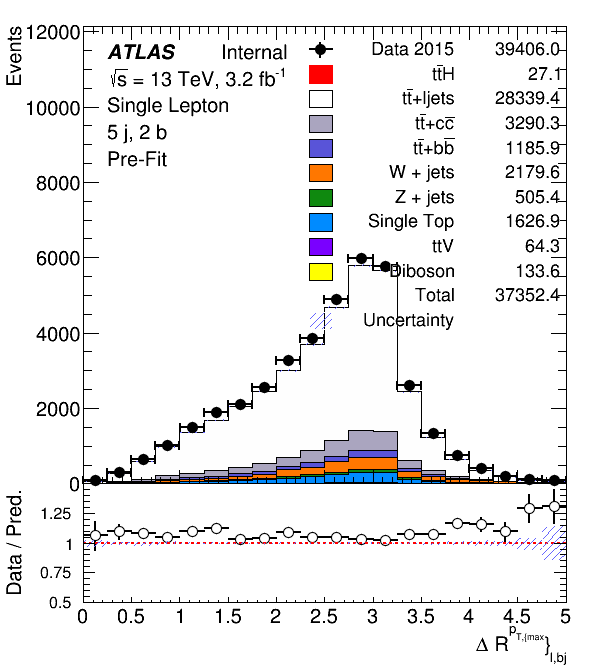 Events
12000
10000
8000
6000
4000
2000
0
ATLAS Internal
√s = 13 TeV, 3.2 fb⁻¹
Single Lepton
5 j, 2 b
Pre-Fit
Data 2015 39406.0
tt̅H 27.1
tt̅+ljets 28339.4
tt̅+cc̅ 3290.3
tt̅+bb̅ 1185.9
W + jets 2179.6
Z + jets 505.4
Single Top 1626.9
ttV 64.3
Diboson 133.6
Total 37352.4
Uncertainty
Data / Pred.
1.25
1
0.75
0.5
0 0.5 1 1.5 2 2.5 3 3.5 4 4.5 5
Δ R^{p_{T,{max}}}_{l,bj}